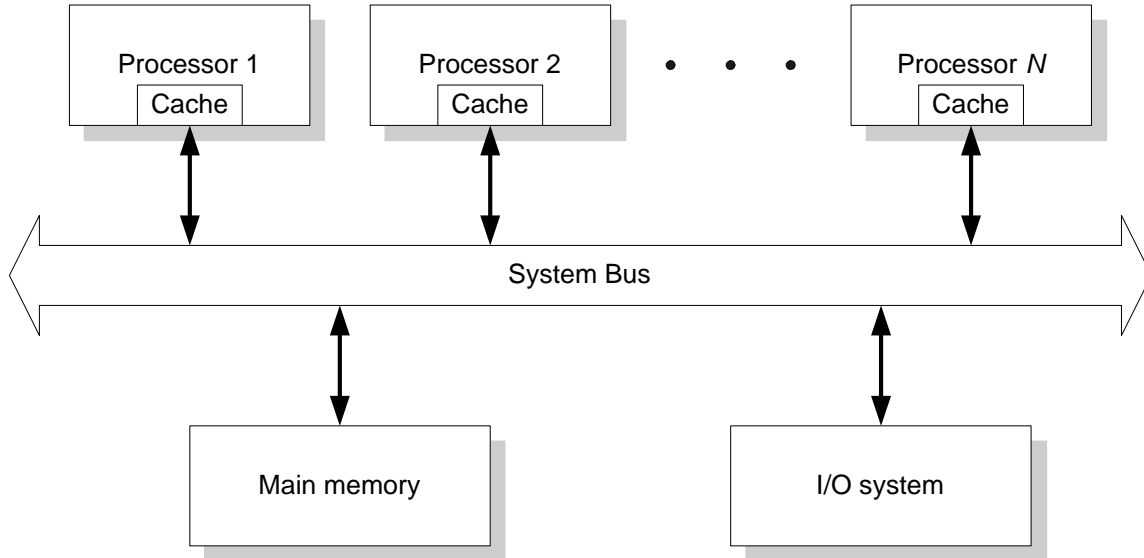 Processor 1
Cache
Processor 2
Cache
Processor N
Cache
System Bus
Main memory
I/O system